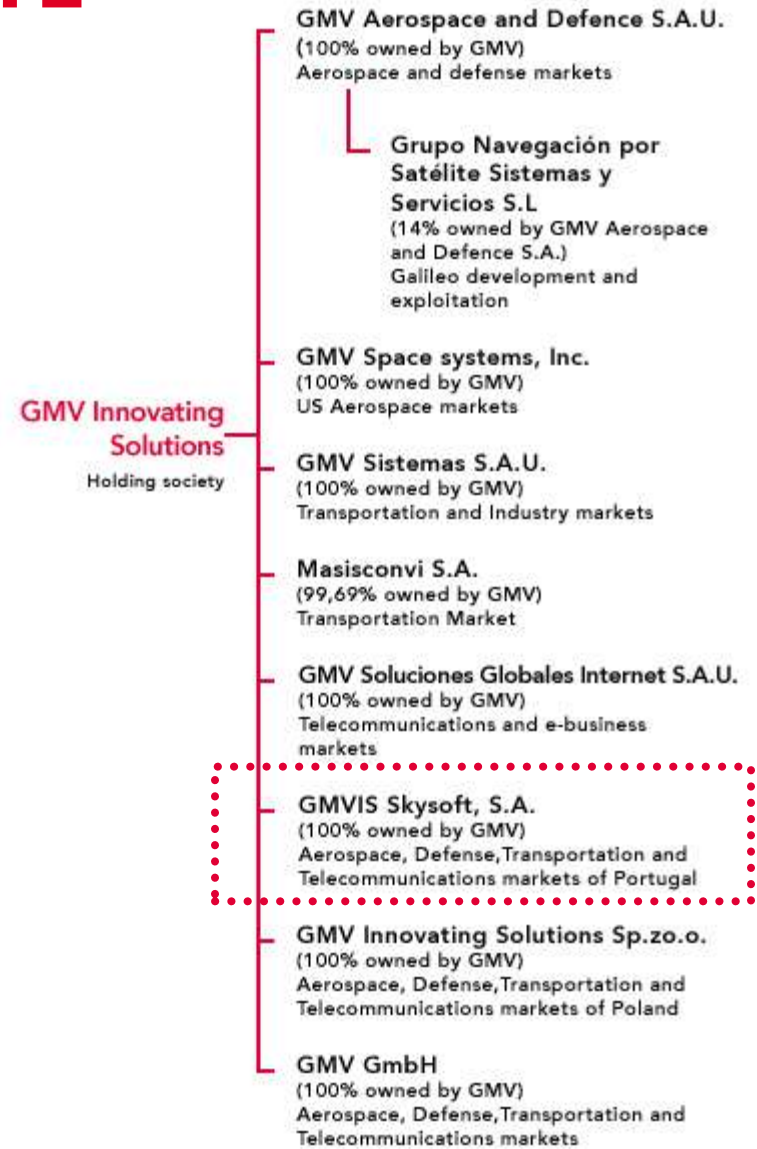 GMV Aerospace and Defence S.A.U.
(100% owned by GMV)
Aerospace and defense markets
Grupo Navegación por
Satélite Sistemas y
Servicios S.L
(14% owned by GMV Aerospace
and Defence S.A.)
Galileo development and
exploitation
GMV Space systems, Inc.
(100% owned by GMV)
US Aerospace markets
GMV Innovating
Solutions
Holding society
GMV Sistemas S.A.U.
(100% owned by GMV)
Transportation and Industry markets
Masisconvi S.A.
(99,69% owned by GMV)
Transportation Market
GMV Soluciones Globales Internet S.A.U.
(100% owned by GMV)
Telecommunications and e-business
markets
GMVIS Skysoft, S.A.
(100% owned by GMV)
Aerospace, Defense,Transportation and
Telecommunications markets of Portugal
GMV Innovating Solutions Sp.zo.o.
(100% owned by GMV)
Aerospace, Defense,Transportation and
Telecommunications markets of Poland
GMV GmbH
(100% owned by GMV)
Aerospace, Defense,Transportation and
Telecommunications markets